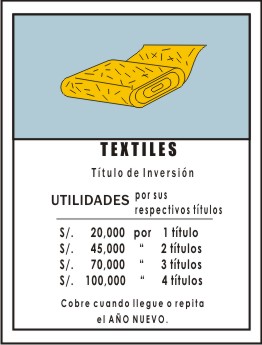 TEXTILES
Título de Inversión
UTILIDADES por sus
respectivos títulos
S/. 20,000 por 1 título
S/. 45,000 “ 2 títulos
S/. 70,000 “ 3 títulos
S/. 100,000 “ 4 títulos
Cobre cuando llegue o repita
el AÑO NUEVO.